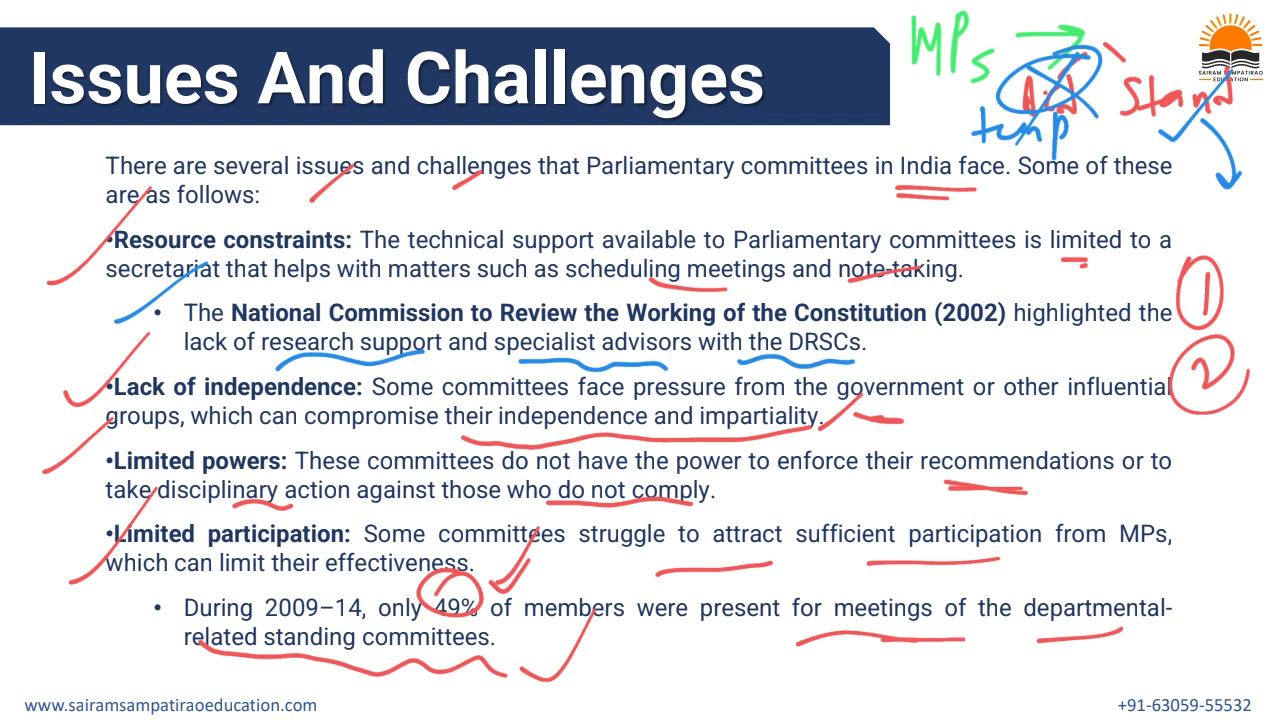 MPs
temp
Stand
SAIRAM SAMPATIRAO
EDUCATION
Issues And Challenges
There are several issues and challenges that Parliamentary committees in India face. Some of these
are as follows:
•Resource constraints: The technical support available to Parliamentary committees is limited to a
secretariat that helps with matters such as scheduling meetings and note-taking.
• The National Commission to Review the Working of the Constitution (2002) highlighted the
lack of research support and specialist advisors with the DRSCs.
1
•Lack of independence: Some committees face pressure from the government or other influential
groups, which can compromise their independence and impartiality.
2
•Limited powers: These committees do not have the power to enforce their recommendations or to
take disciplinary action against those who do not comply.
•Limited participation: Some committees struggle to attract sufficient participation from MPs,
which can limit their effectiveness.
• During 2009–14, only 49% of members were present for meetings of the departmental-
related standing committees.
www.sairamsampatiraoeducation.com
+91-63059-55532